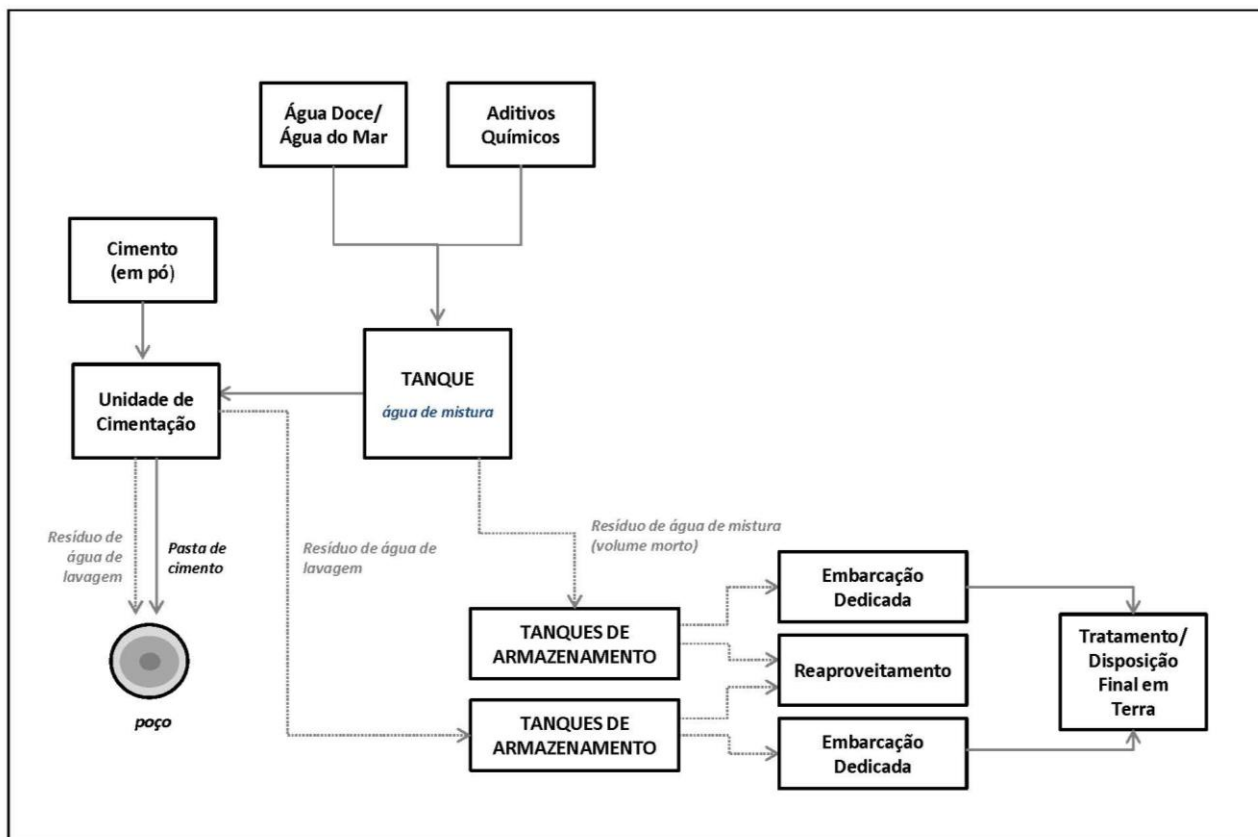 Água Doce/
Água do Mar
Aditivos
Químicos
Cimento
(em pó)
TANQUE
água de mistura
Unidade de
Cimentação
Resíduo de
água de
lavagem
Pasta de
cimento
Resíduo de água de
lavagem
Resíduo de água de mistura
(volume morto)
poço
TANQUES DE
ARMAZENAMENTO
TANQUES DE
ARMAZENAMENTO
Embarcação
Dedicada
Reaproveitamento
Embarcação
Dedicada
Tratamento/
Disposição
Final em
Terra